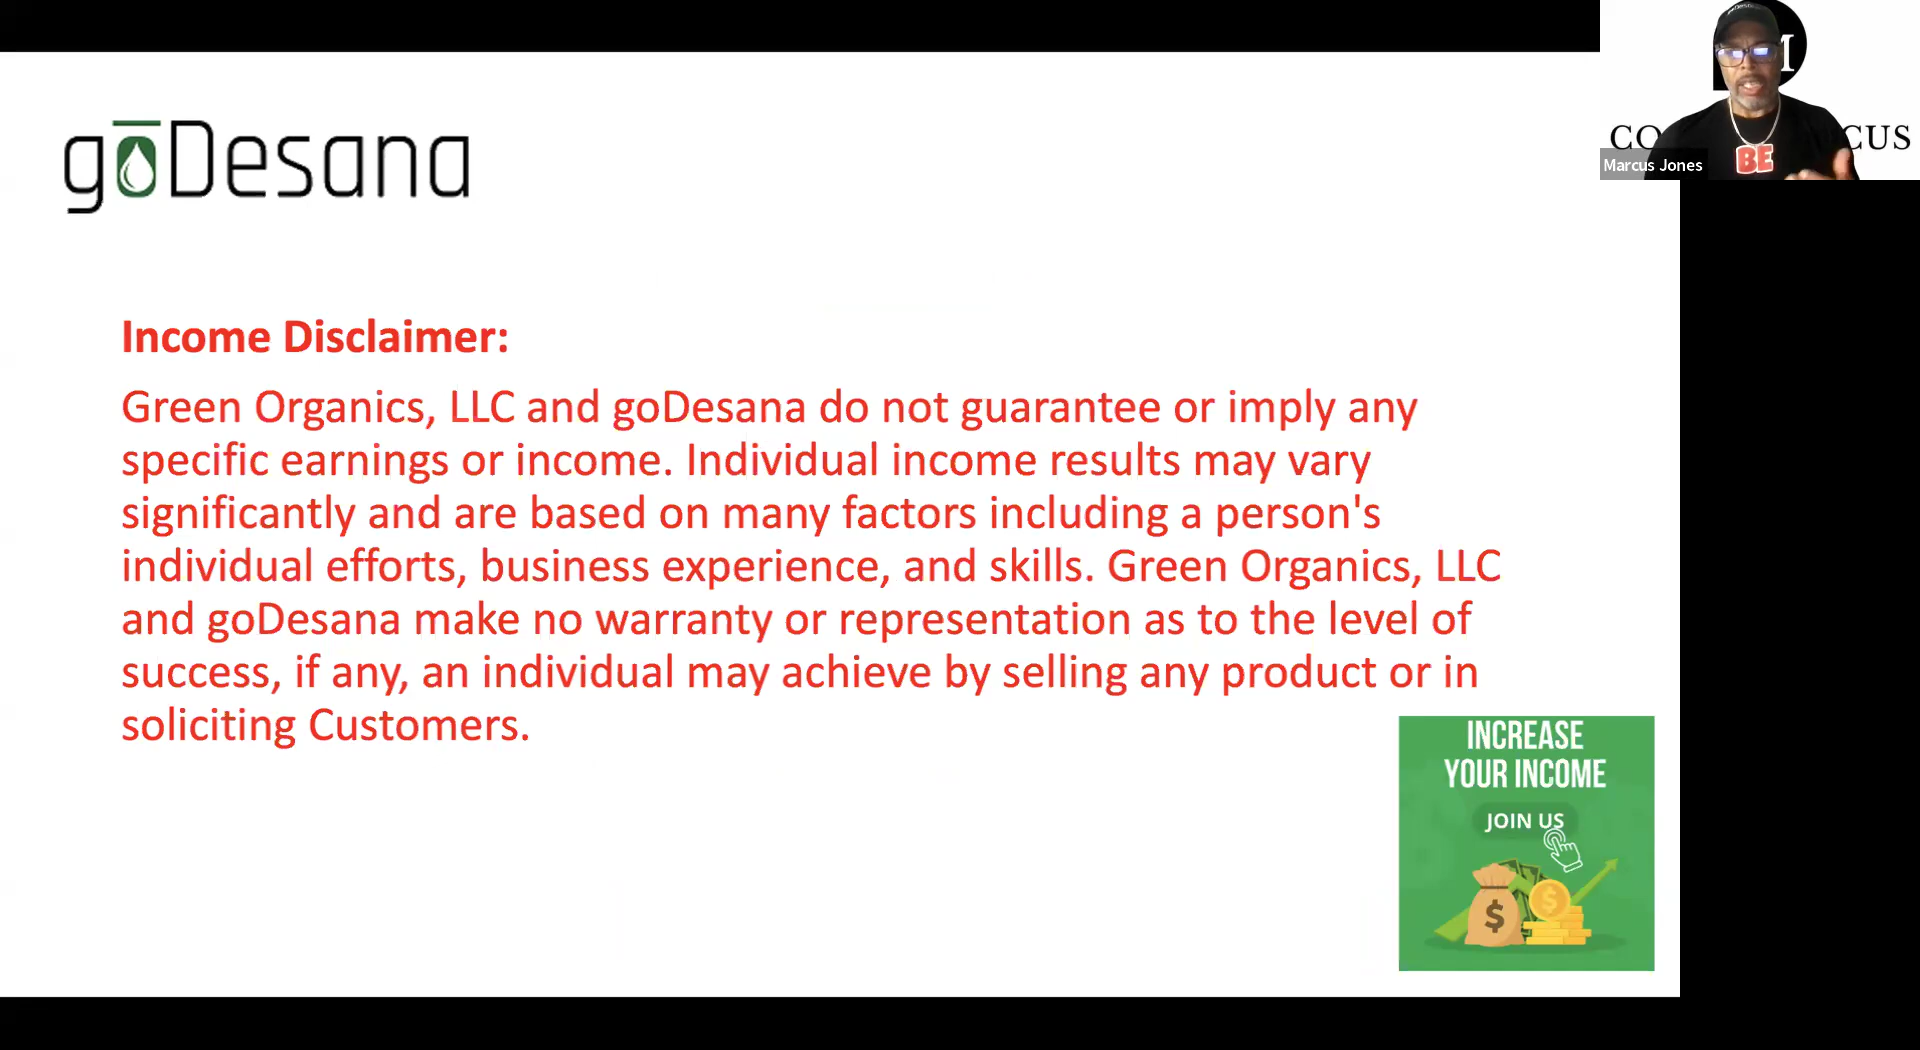 gōDesana
Income Disclaimer:
Green Organics, LLC and goDesana do not guarantee or imply any
specific earnings or income. Individual income results may vary
significantly and are based on many factors including a person's
individual efforts, business experience, and skills. Green Organics, LLC
and goDesana make no warranty or representation as to the level of
success, if any, an individual may achieve by selling any product or in
soliciting Customers.
INCREASE
YOUR INCOME
JOIN US
$
$
M
CO
CUS
BE
Marcus Jones